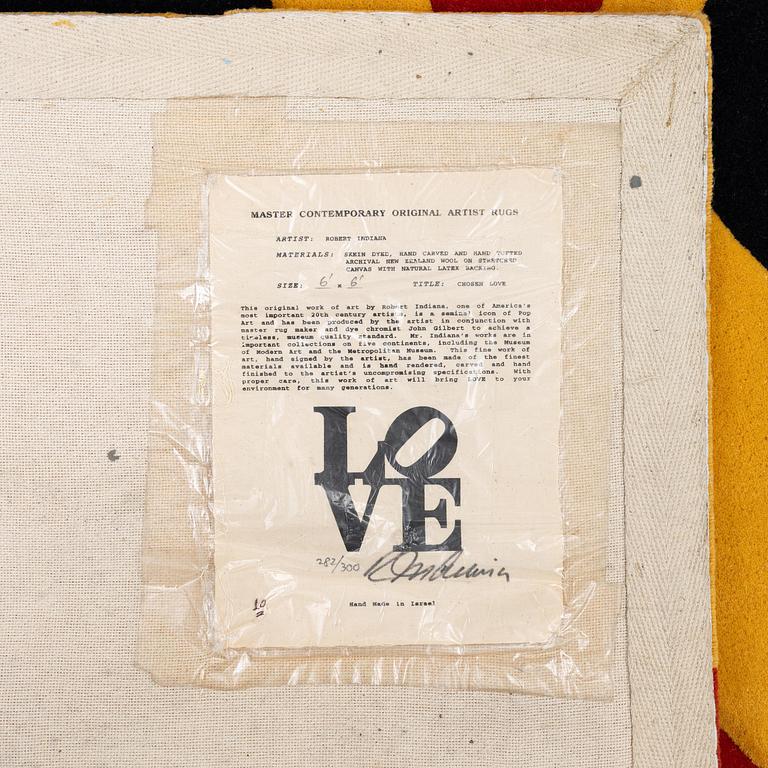 MASTER CONTEMPORARY ORIGINAL ARTIST RUGS
ARTIST: ROBERT INDIANA
MATERIALS: SKEIN DYED, HAND CARVED AND HAND TUFTED
ARCHIVAL NEW ZEALAND WOOL ON STRETCHED
CANVAS WITH NATURAL LATEX BACKING.
SIZE: 6' x 6' TITLE: CHOSEN LOVE
This original work of art by Robert Indiana, one of America's
most important 20th century artists, is a seminal icon of Pop
Art and has been produced by the artist in conjunction with
master rug maker and dye chromist John Gilbert to achieve a
timeless, museum quality standard. Mr. Indiana's works are in
important collections on five continents, including the Museum
of Modern Art and the Metropolitan Museum. This fine work of
art, hand signed by the artist, has been made of the finest
materials available and is hand rendered, carved and hand
finished to the artist's uncompromising specifications. With
proper care, this work of art will bring LOVE to your
environment for many generations.
LO
VE
282/300 R Indiana
10
Hand Made in Israel